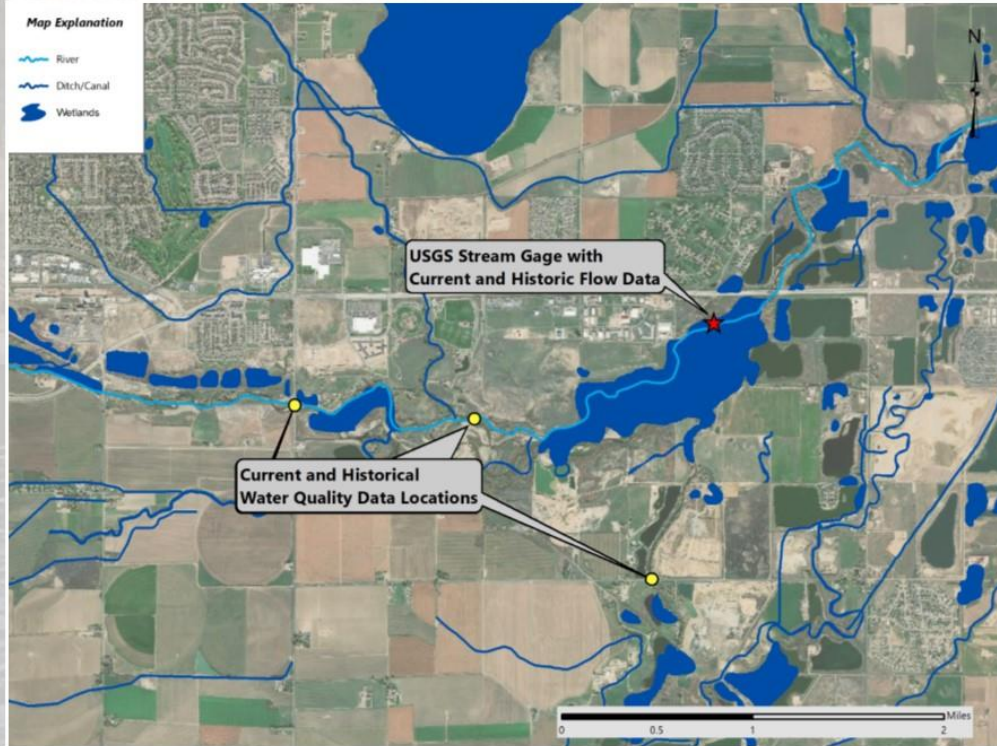 Map Explanation
River
Ditch/Canal
Wetlands
N
USGS Stream Gage with
Current and Historic Flow Data
Current and Historical
Water Quality Data Locations
Miles
0
0.5
1
2